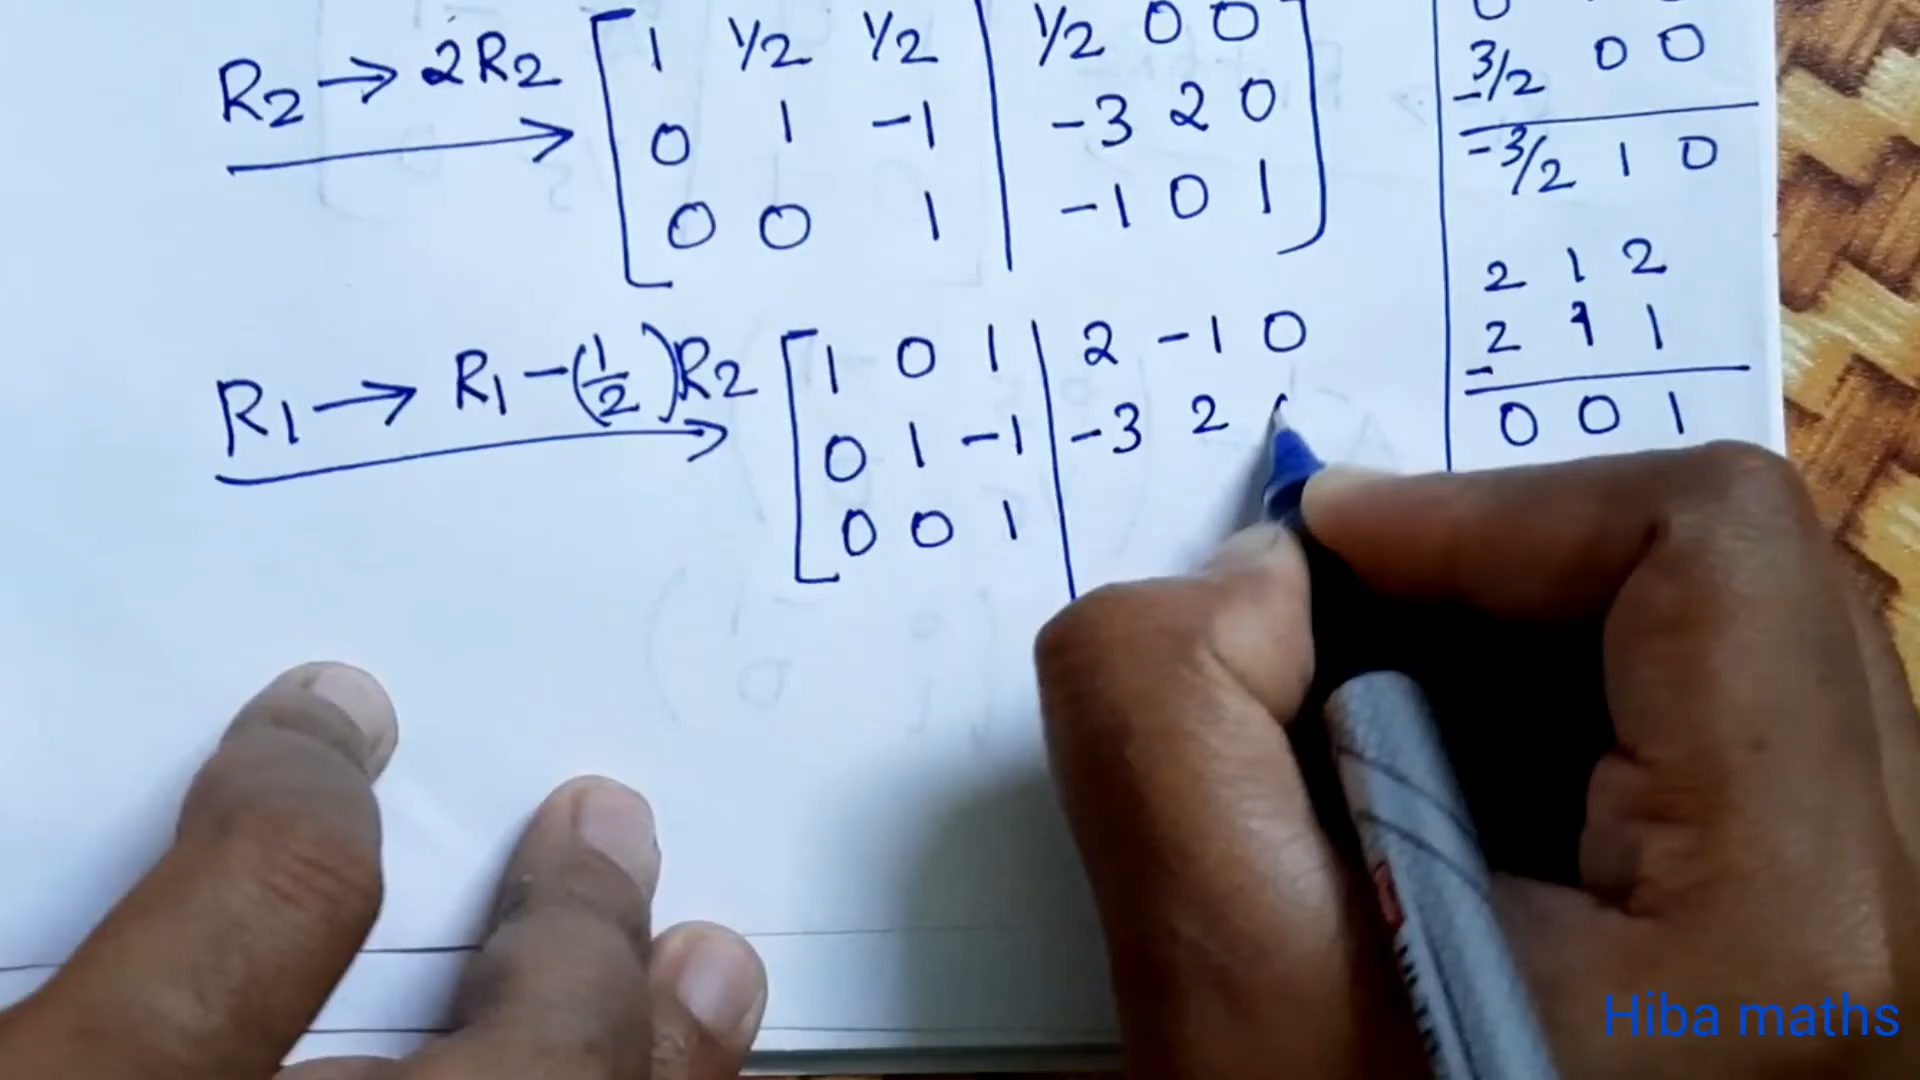 R₂ → 2R₂ [ 1 1/2 1/2 | 1/2 0 0 ]
0 1 -1 | -3 2 0
0 0 1 | -1 0 1
R₁ → R₁ - (1/2)R₂ [ 1 0 1 | 2 -1 0
0 1 -1 | -3 2
0 0 1 |
3/2 0 0
-3/2 1 0
2 1 2
2 1 1
-
0 0 1
Hiba maths